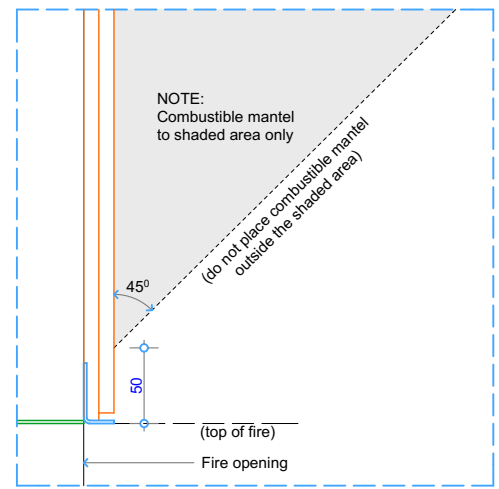 NOTE:
Combustible mantel
to shaded area only
(do not place combustible mantel
outside the shaded area)
45⁰
50
(top of fire)
Fire opening